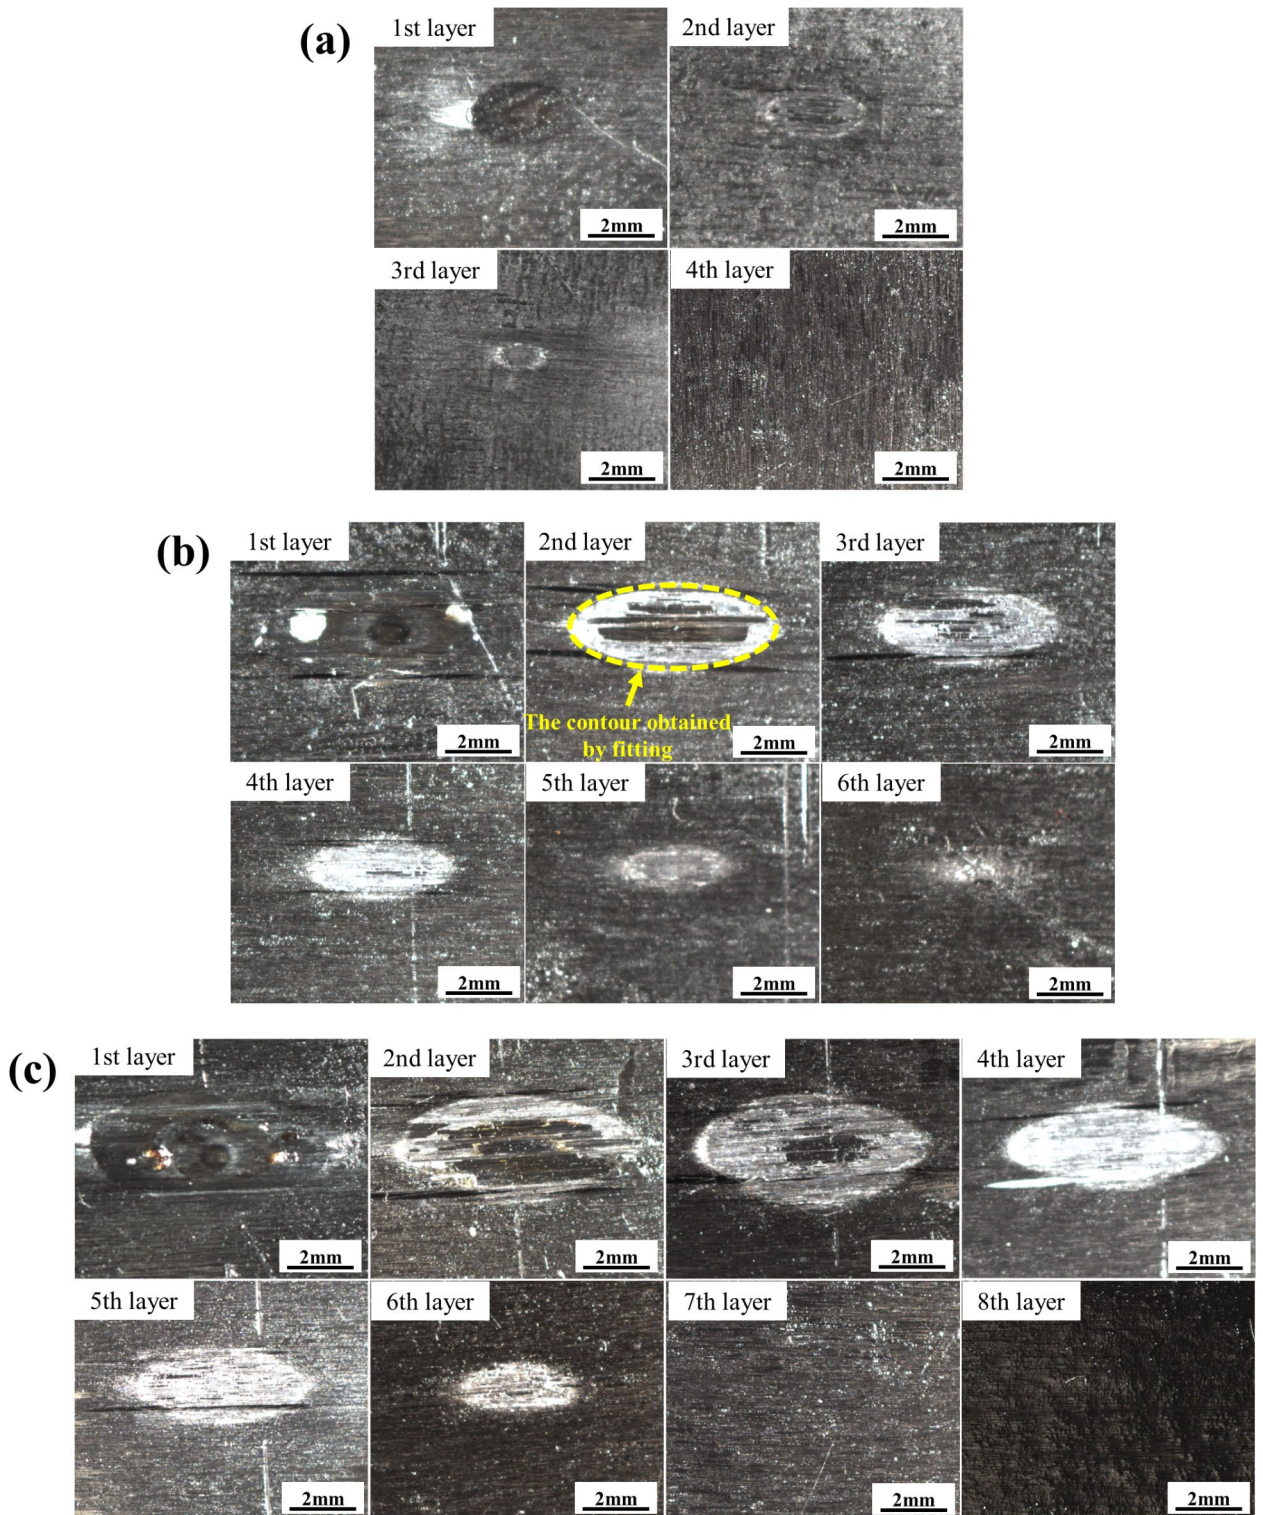 (a)
1st layer
2nd layer
2mm
2mm
3rd layer
4th layer
2mm
2mm
(b)
1st layer
2nd layer
3rd layer
The contour obtained
by fitting
2mm
2mm
2mm
4th layer
5th layer
6th layer
2mm
2mm
2mm
(c)
1st layer
2nd layer
3rd layer
4th layer
2mm
2mm
2mm
2mm
5th layer
6th layer
7th layer
8th layer
2mm
2mm
2mm
2mm